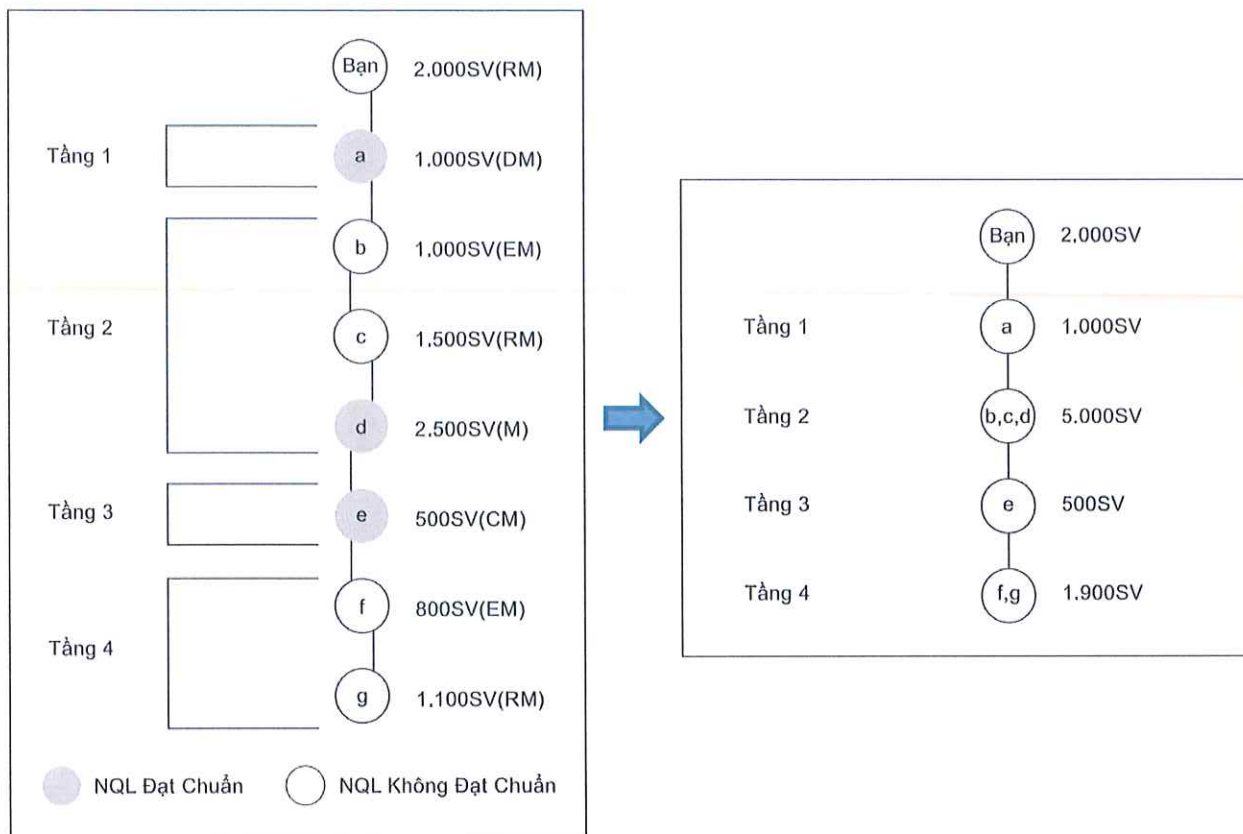 Bạn 2.000SV(RM)
Tầng 1 a 1.000SV(DM)
b 1.000SV(EM)
Tầng 2 c 1.500SV(RM)
d 2.500SV(M)
Tầng 3 e 500SV(CM)
f 800SV(EM)
Tầng 4
g 1.100SV(RM)
NQL Đạt Chuẩn NQL Không Đạt Chuẩn
Bạn 2.000SV
Tầng 1 a 1.000SV
Tầng 2 b,c,d 5.000SV
Tầng 3 e 500SV
Tầng 4 f,g 1.900SV